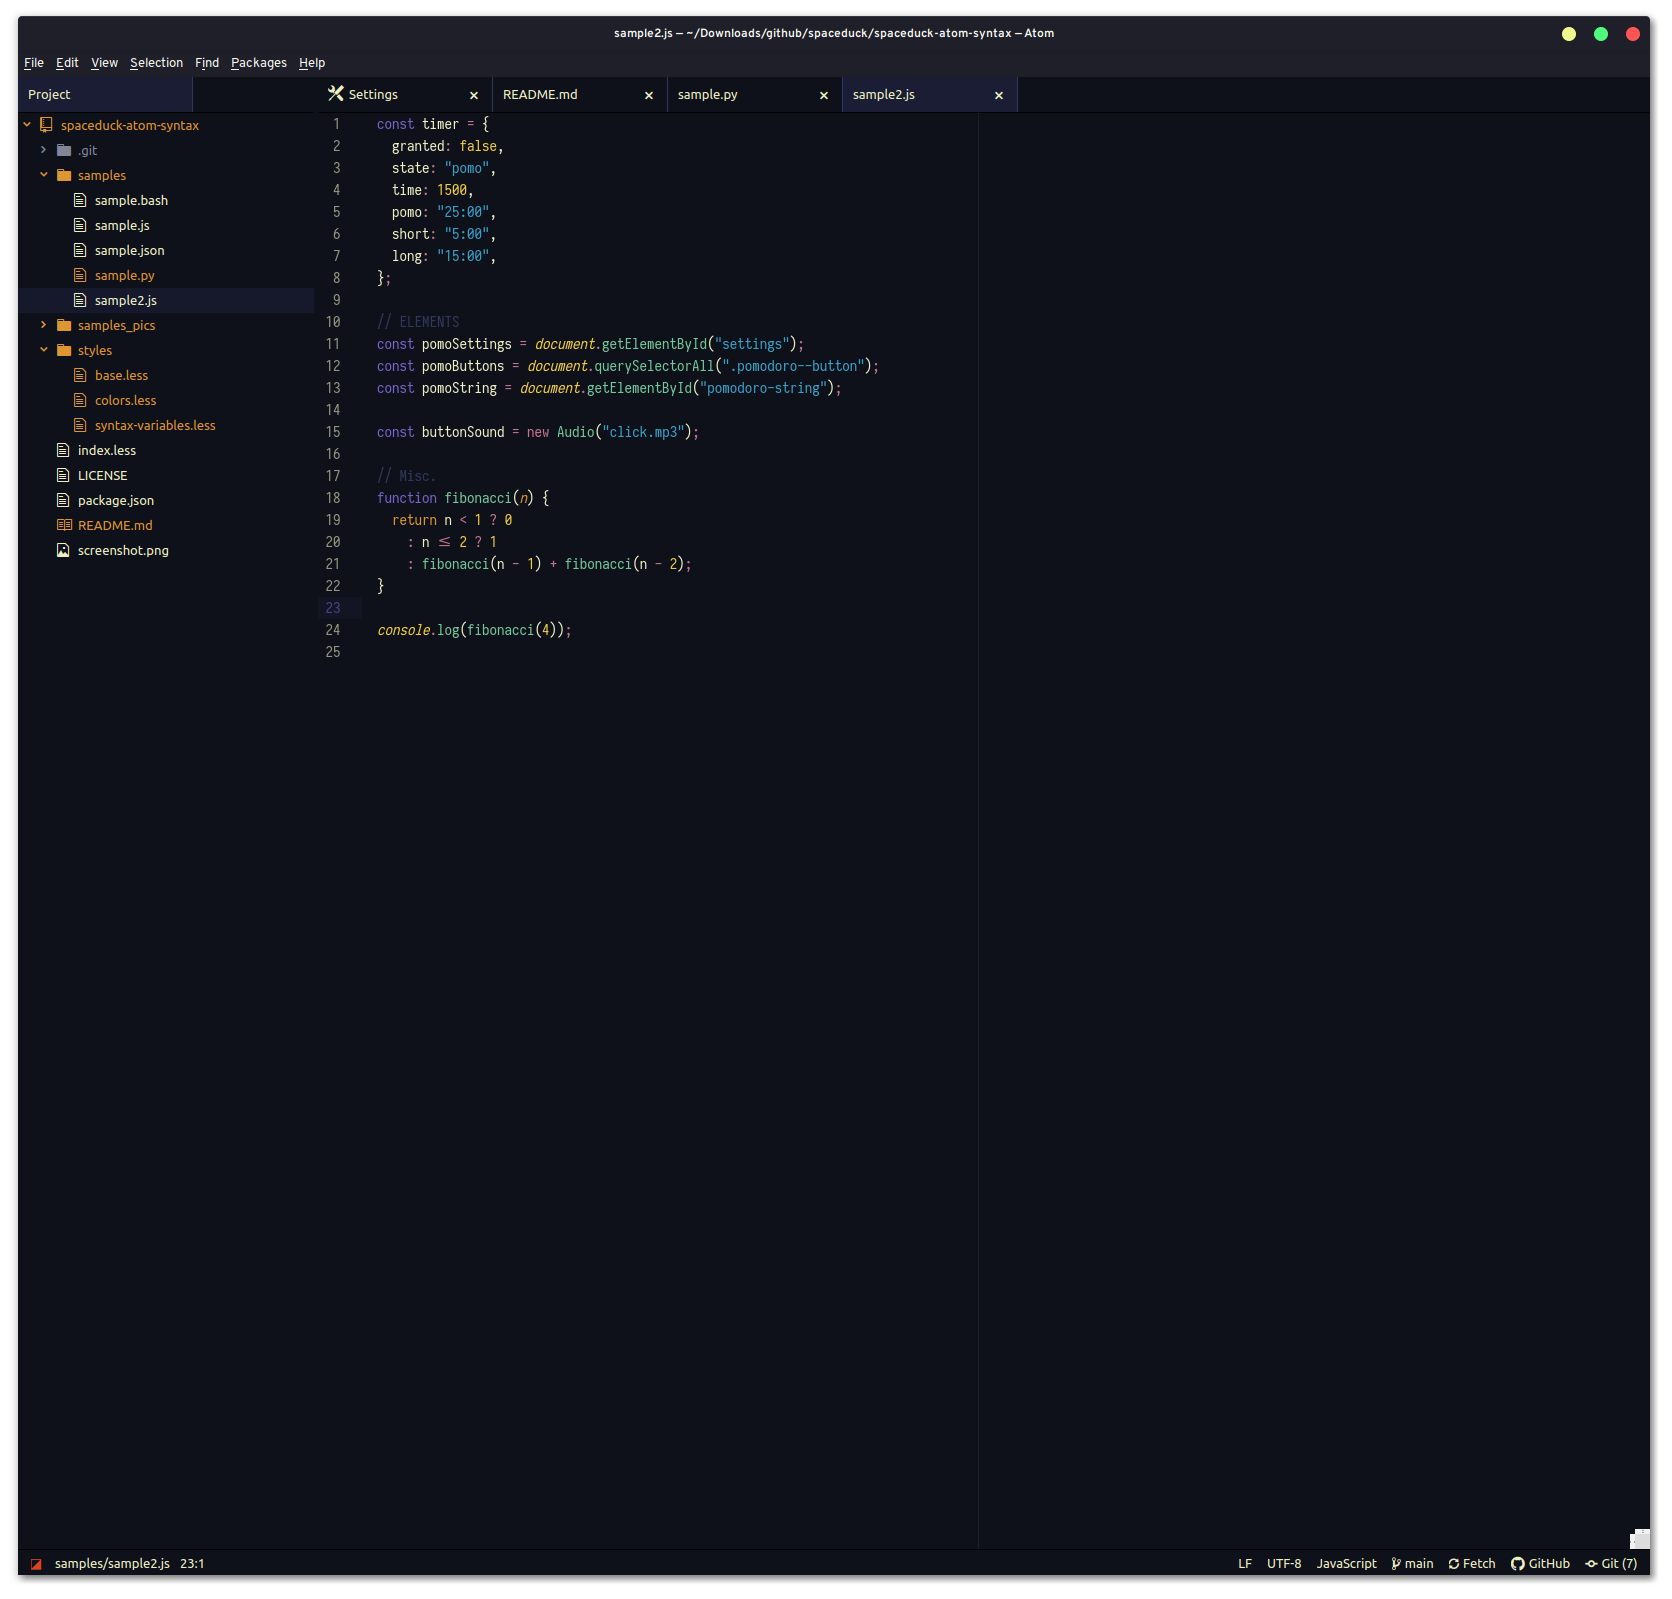 sample2.js — ~/Downloads/github/spaceduck/spaceduck-atom-syntax — Atom
File Edit View Selection Find Packages Help
Project
Settings × README.md × sample.py × sample2.js ×
spaceduck-atom-syntax
.git
samples
sample.bash
sample.js
sample.json
sample.py
sample2.js
samples_pics
styles
base.less
colors.less
syntax-variables.less
index.less
LICENSE
package.json
README.md
screenshot.png
1 const timer = {
2   granted: false,
3   state: "pomo",
4   time: 1500,
5   pomo: "25:00",
6   short: "5:00",
7   long: "15:00",
8 };
9
10 // ELEMENTS
11 const pomoSettings = document.getElementById("settings");
12 const pomoButtons = document.querySelectorAll(".pomodoro--button");
13 const pomoString = document.getElementById("pomodoro-string");
14
15 const buttonSound = new Audio("click.mp3");
16
17 // Misc.
18 function fibonacci(n) {
19   return n < 1 ? 0
20     : n ≤ 2 ? 1
21     : fibonacci(n - 1) + fibonacci(n - 2);
22 }
23
24 console.log(fibonacci(4));
25
samples/sample2.js 23:1 LF UTF-8 JavaScript main Fetch GitHub Git (7)